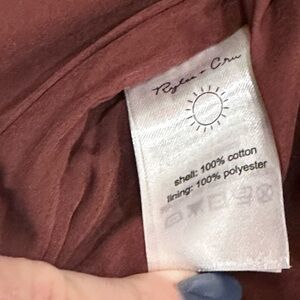 Rylee + Cru
shell: 100% cotton
lining: 100% polyester